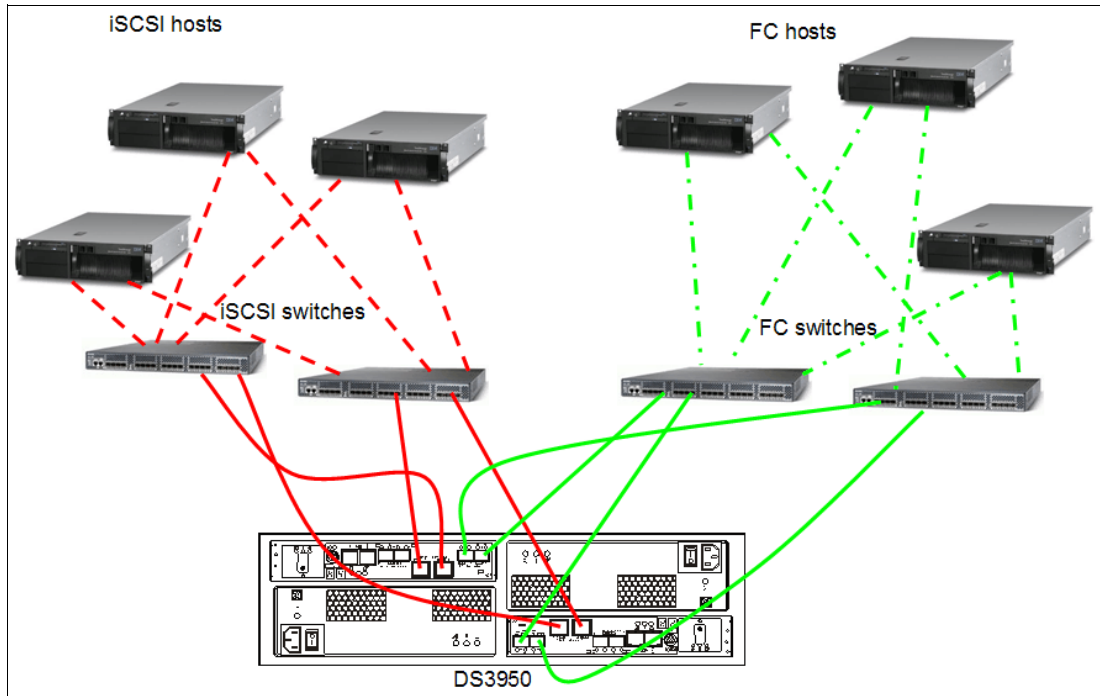 iSCSI hosts
FC hosts
iSCSI switches
FC switches
DS3950